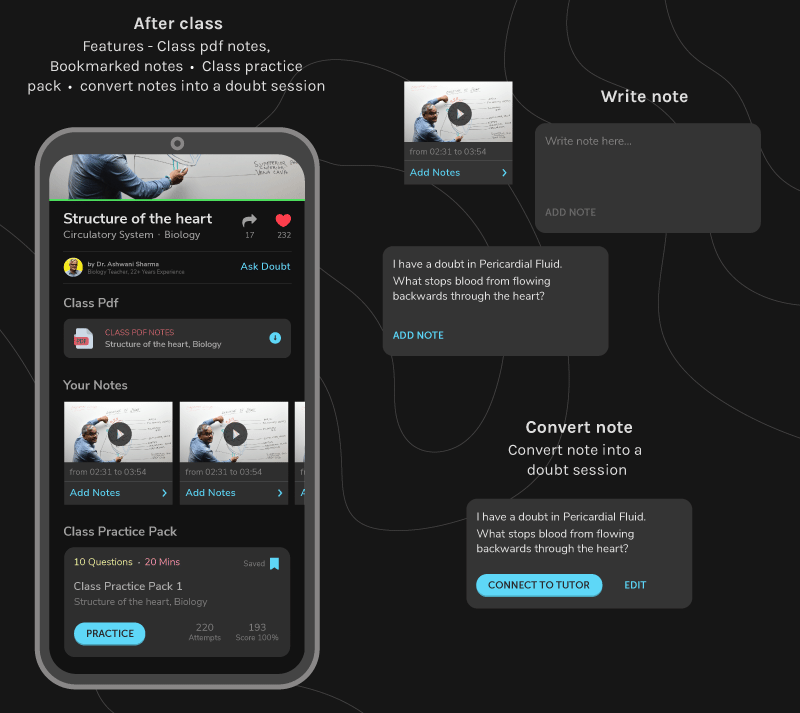 After class
Features - Class pdf notes,
Bookmarked notes • Class practice
pack • convert notes into a doubt session
Structure of the heart
Circulatory System · Biology
17
232
by Dr. Ashwani Sharma
Biology Teacher, 22+ Years Experience
Ask Doubt
Class Pdf
PDF
CLASS PDF NOTES
Structure of the heart, Biology
Your Notes
from 02:31 to 03:54
Add Notes
from 02:31 to 03:54
Add Notes
Class Practice Pack
10 Questions · 20 Mins
Saved
Class Practice Pack 1
Structure of the heart, Biology
PRACTICE
220
Attempts
193
Score 100%
from 02:31 to 03:54
Add Notes
Write note
Write note here...
ADD NOTE
I have a doubt in Pericardial Fluid.
What stops blood from flowing
backwards through the heart?
ADD NOTE
Convert note
Convert note into a
doubt session
I have a doubt in Pericardial Fluid.
What stops blood from flowing
backwards through the heart?
CONNECT TO TUTOR
EDIT